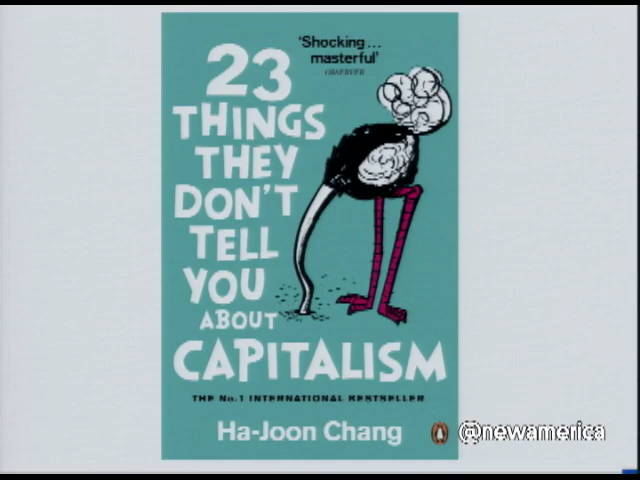 'Shocking...
masterful'
OBSERVER
23
THINGS
THEY
DON'T
TELL
YOU
ABOUT
CAPITALISM
THE No.1 INTERNATIONAL BESTSELLER
Ha-Joon Chang
@newamerica